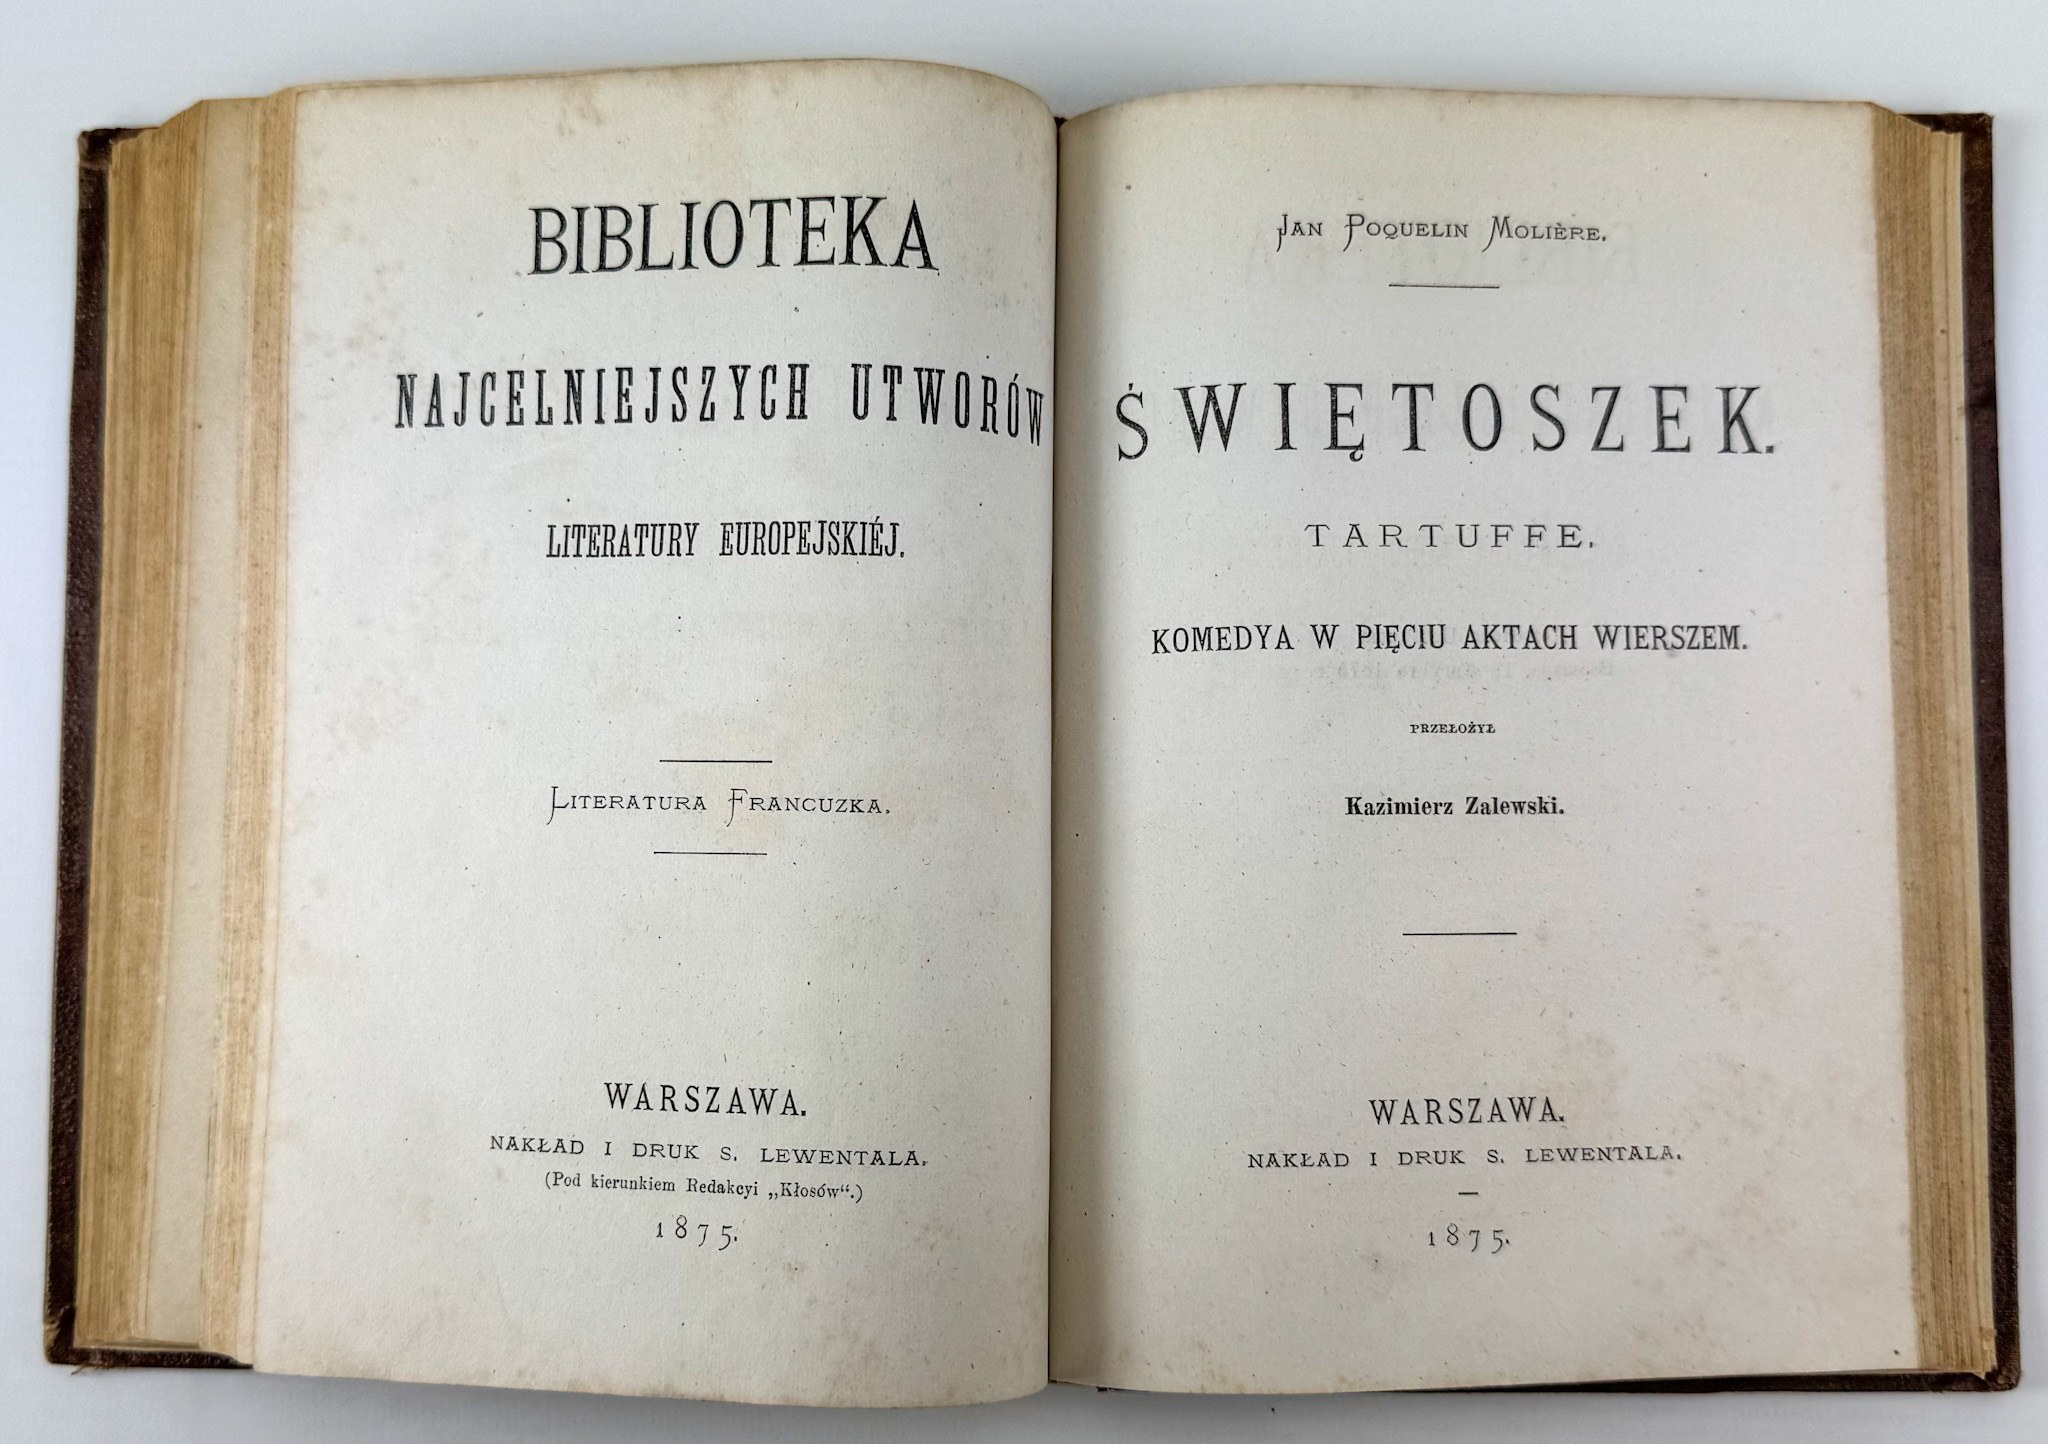 BIBLIOTEKA
NAJCELNIEJSZYCH UTWORÓW
LITERATURY EUROPEJSKIÉJ.
LITERATURA FRANCUZKA.
WARSZAWA.
NAKŁAD I DRUK S. LEWENTALA.
(Pod kierunkiem Redakcyi „Kłosów“.)
1875.
JAN POQUELIN MOLIÈRE.
ŚWIĘTOSZEK.
TARTUFFE.
KOMEDYA W PIĘCIU AKTACH WIERSZEM.
PRZEŁOŻYŁ
Kazimierz Zalewski.
WARSZAWA.
NAKŁAD I DRUK S. LEWENTALA.
1875.